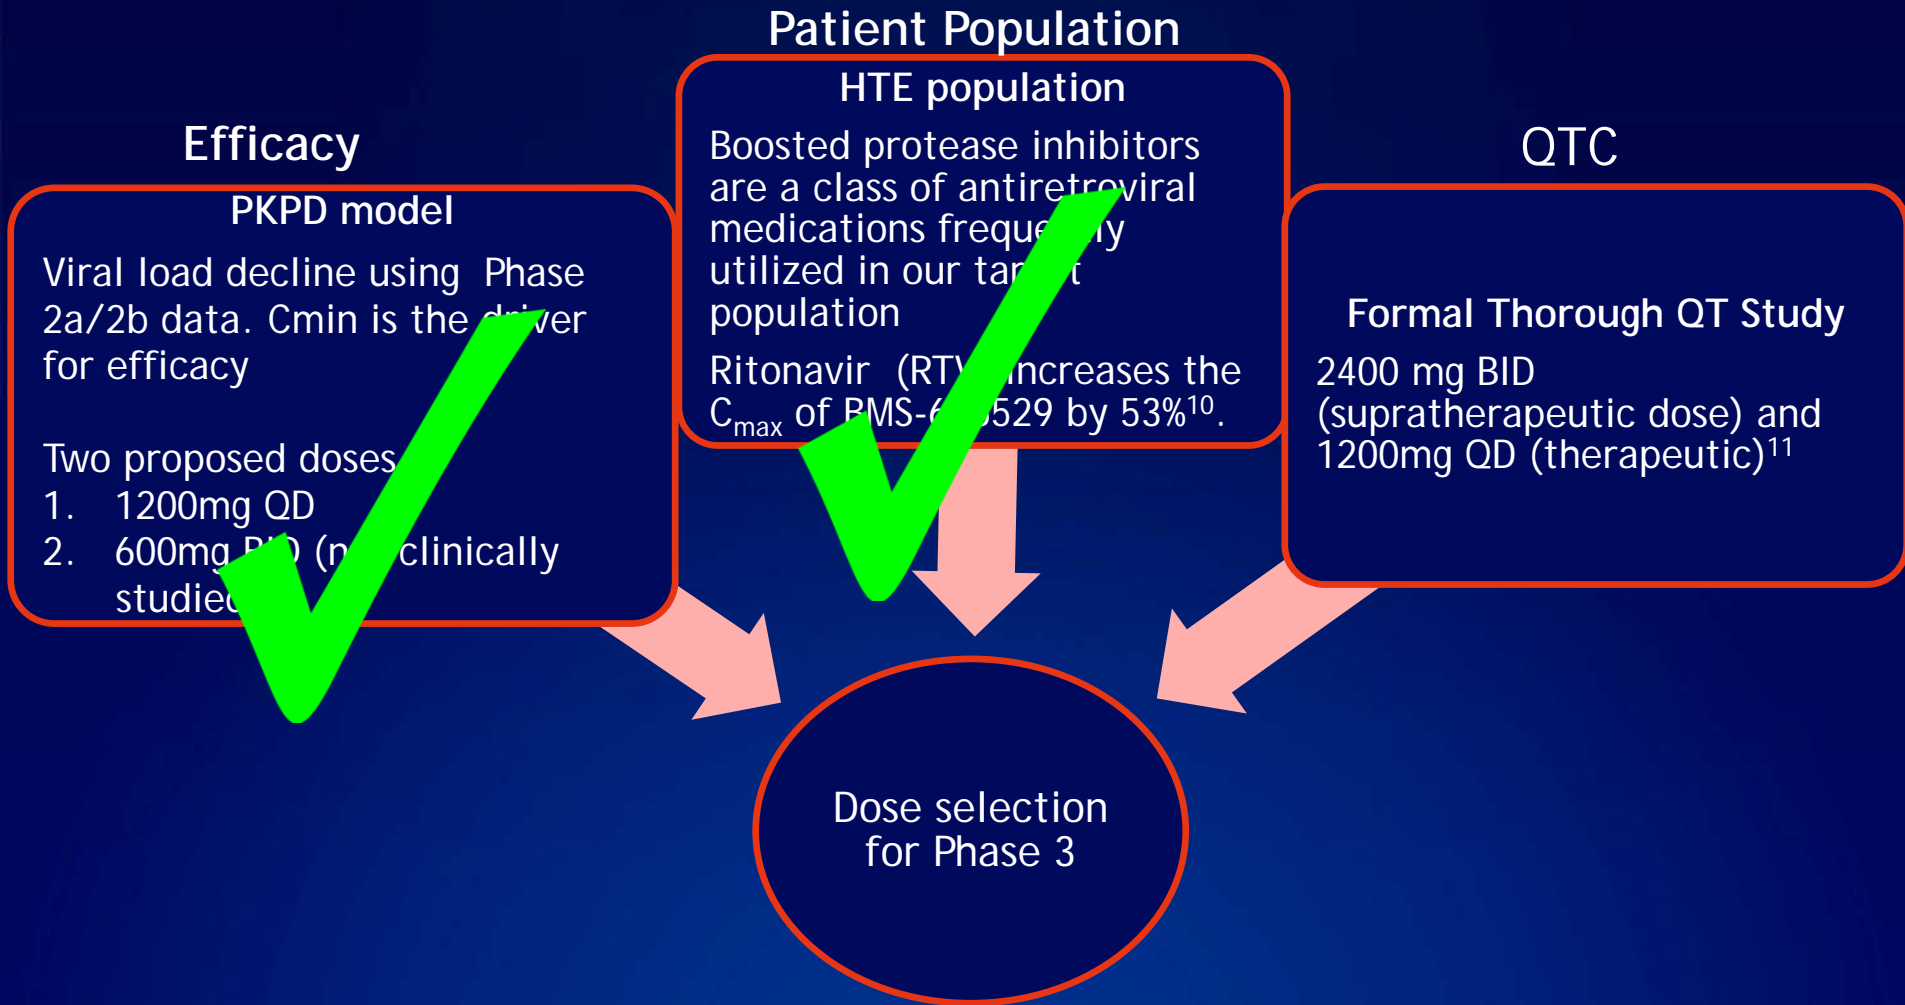 Patient Population
HTE population
Boosted protease inhibitors
are a class of antiretroviral
medications frequently
utilized in our target
population
Ritonavir (RTV) increases the
Cmax of BMS- 529 by 53%10.
Efficacy
PKPD model
Viral load decline using Phase
2a/2b data. Cmin is the driver
for efficacy
Two proposed doses
1. 1200mg QD
2. 600mg BID (not clinically
studied
QTC
Formal Thorough QT Study
2400 mg BID
(supratherapeutic dose) and
1200mg QD (therapeutic)11
Dose selection
for Phase 3